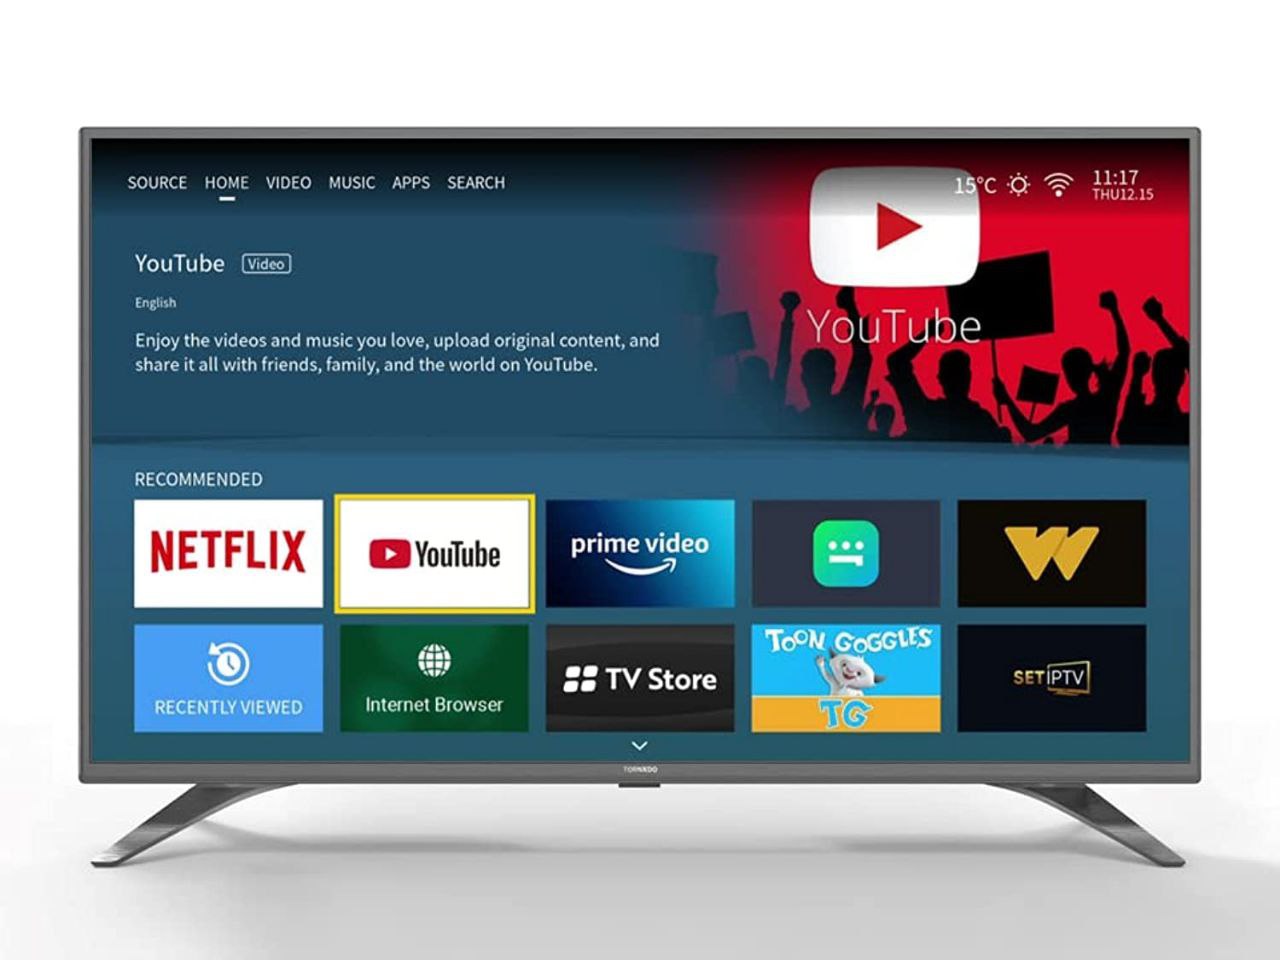 SOURCE HOME VIDEO MUSIC APPS SEARCH
15°C 11:17
THU12.15
YouTube Video
English
Enjoy the videos and music you love, upload original content, and
share it all with friends, family, and the world on YouTube.
YouTube
RECOMMENDED
NETFLIX YouTube prime video W
RECENTLY VIEWED Internet Browser TV Store TOON GOGGLES TG SETIPTV
TORNADO